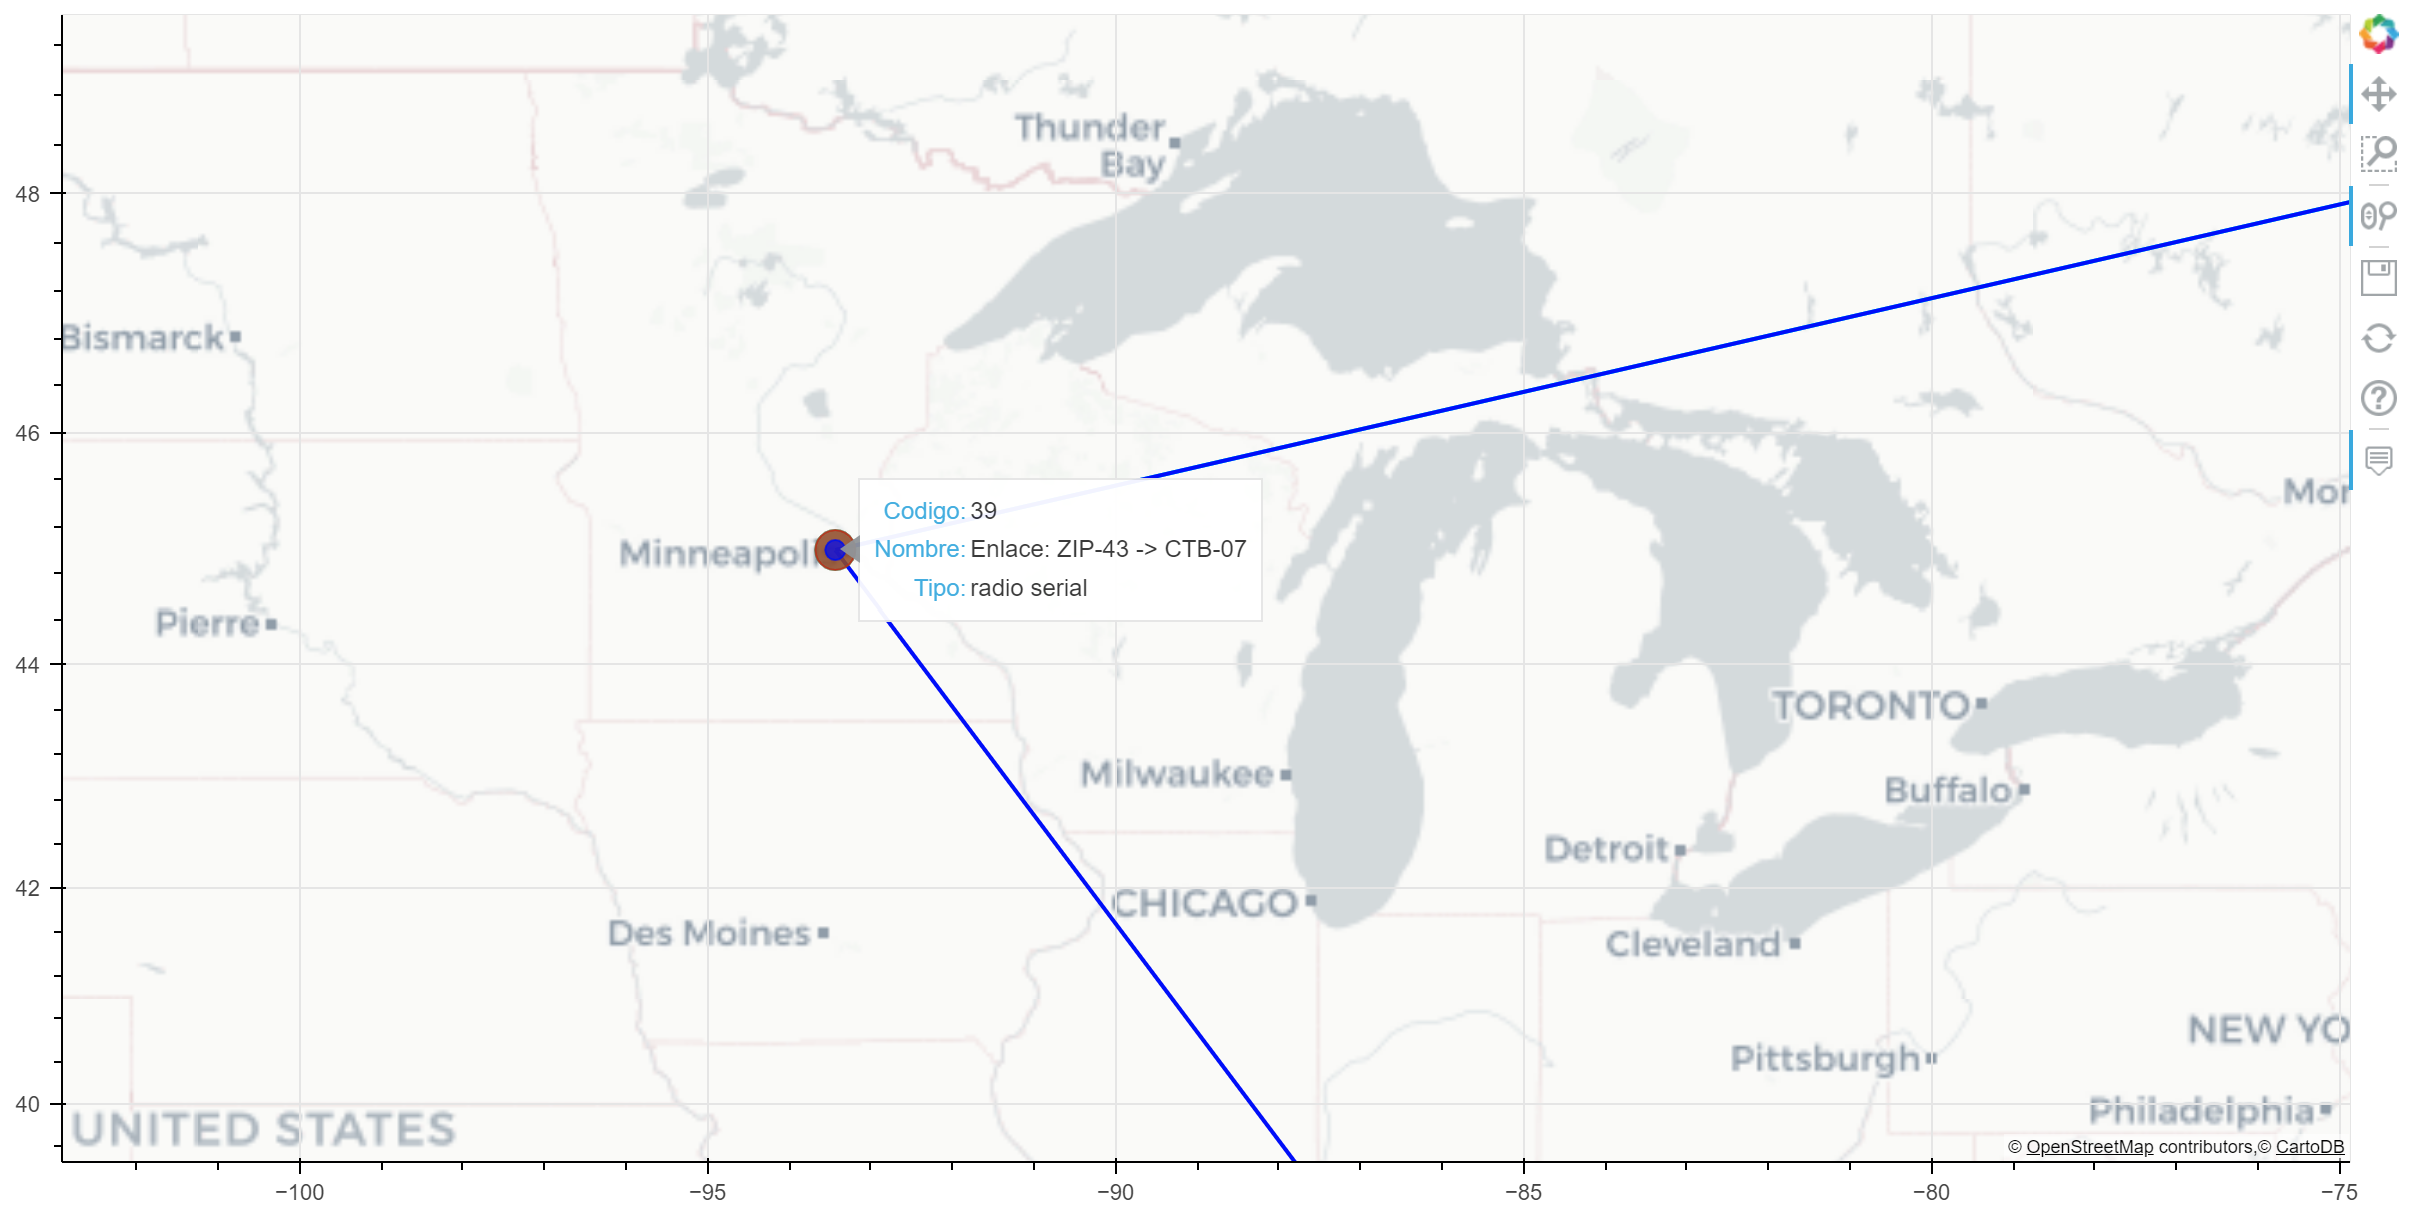 Thunder
Bay
48
Bismarck
46
Mon
Codigo: 39
Nombre: Enlace: ZIP-43 -> CTB-07
Minneapoli
Tipo: radio serial
Pierre
44
TORONTO
Milwaukee
Buffalo
Detroit
42
CHICAGO
Des Moines
Cleveland
NEW YO
Pittsburgh
40
Philadelphia
UNITED STATES
© OpenStreetMap contributors,© CartoDB
−100
−95
−90
−85
−80
−75